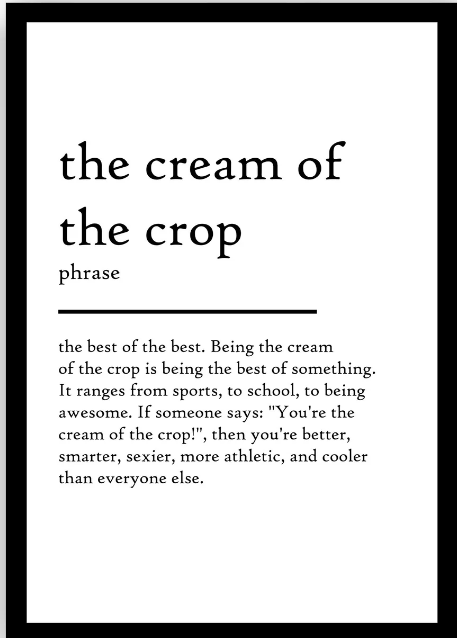 the cream of
the crop
phrase
the best of the best. Being the cream
of the crop is being the best of something.
It ranges from sports, to school, to being
awesome. If someone says: "You're the
cream of the crop!", then you're better,
smarter, sexier, more athletic, and cooler
than everyone else.